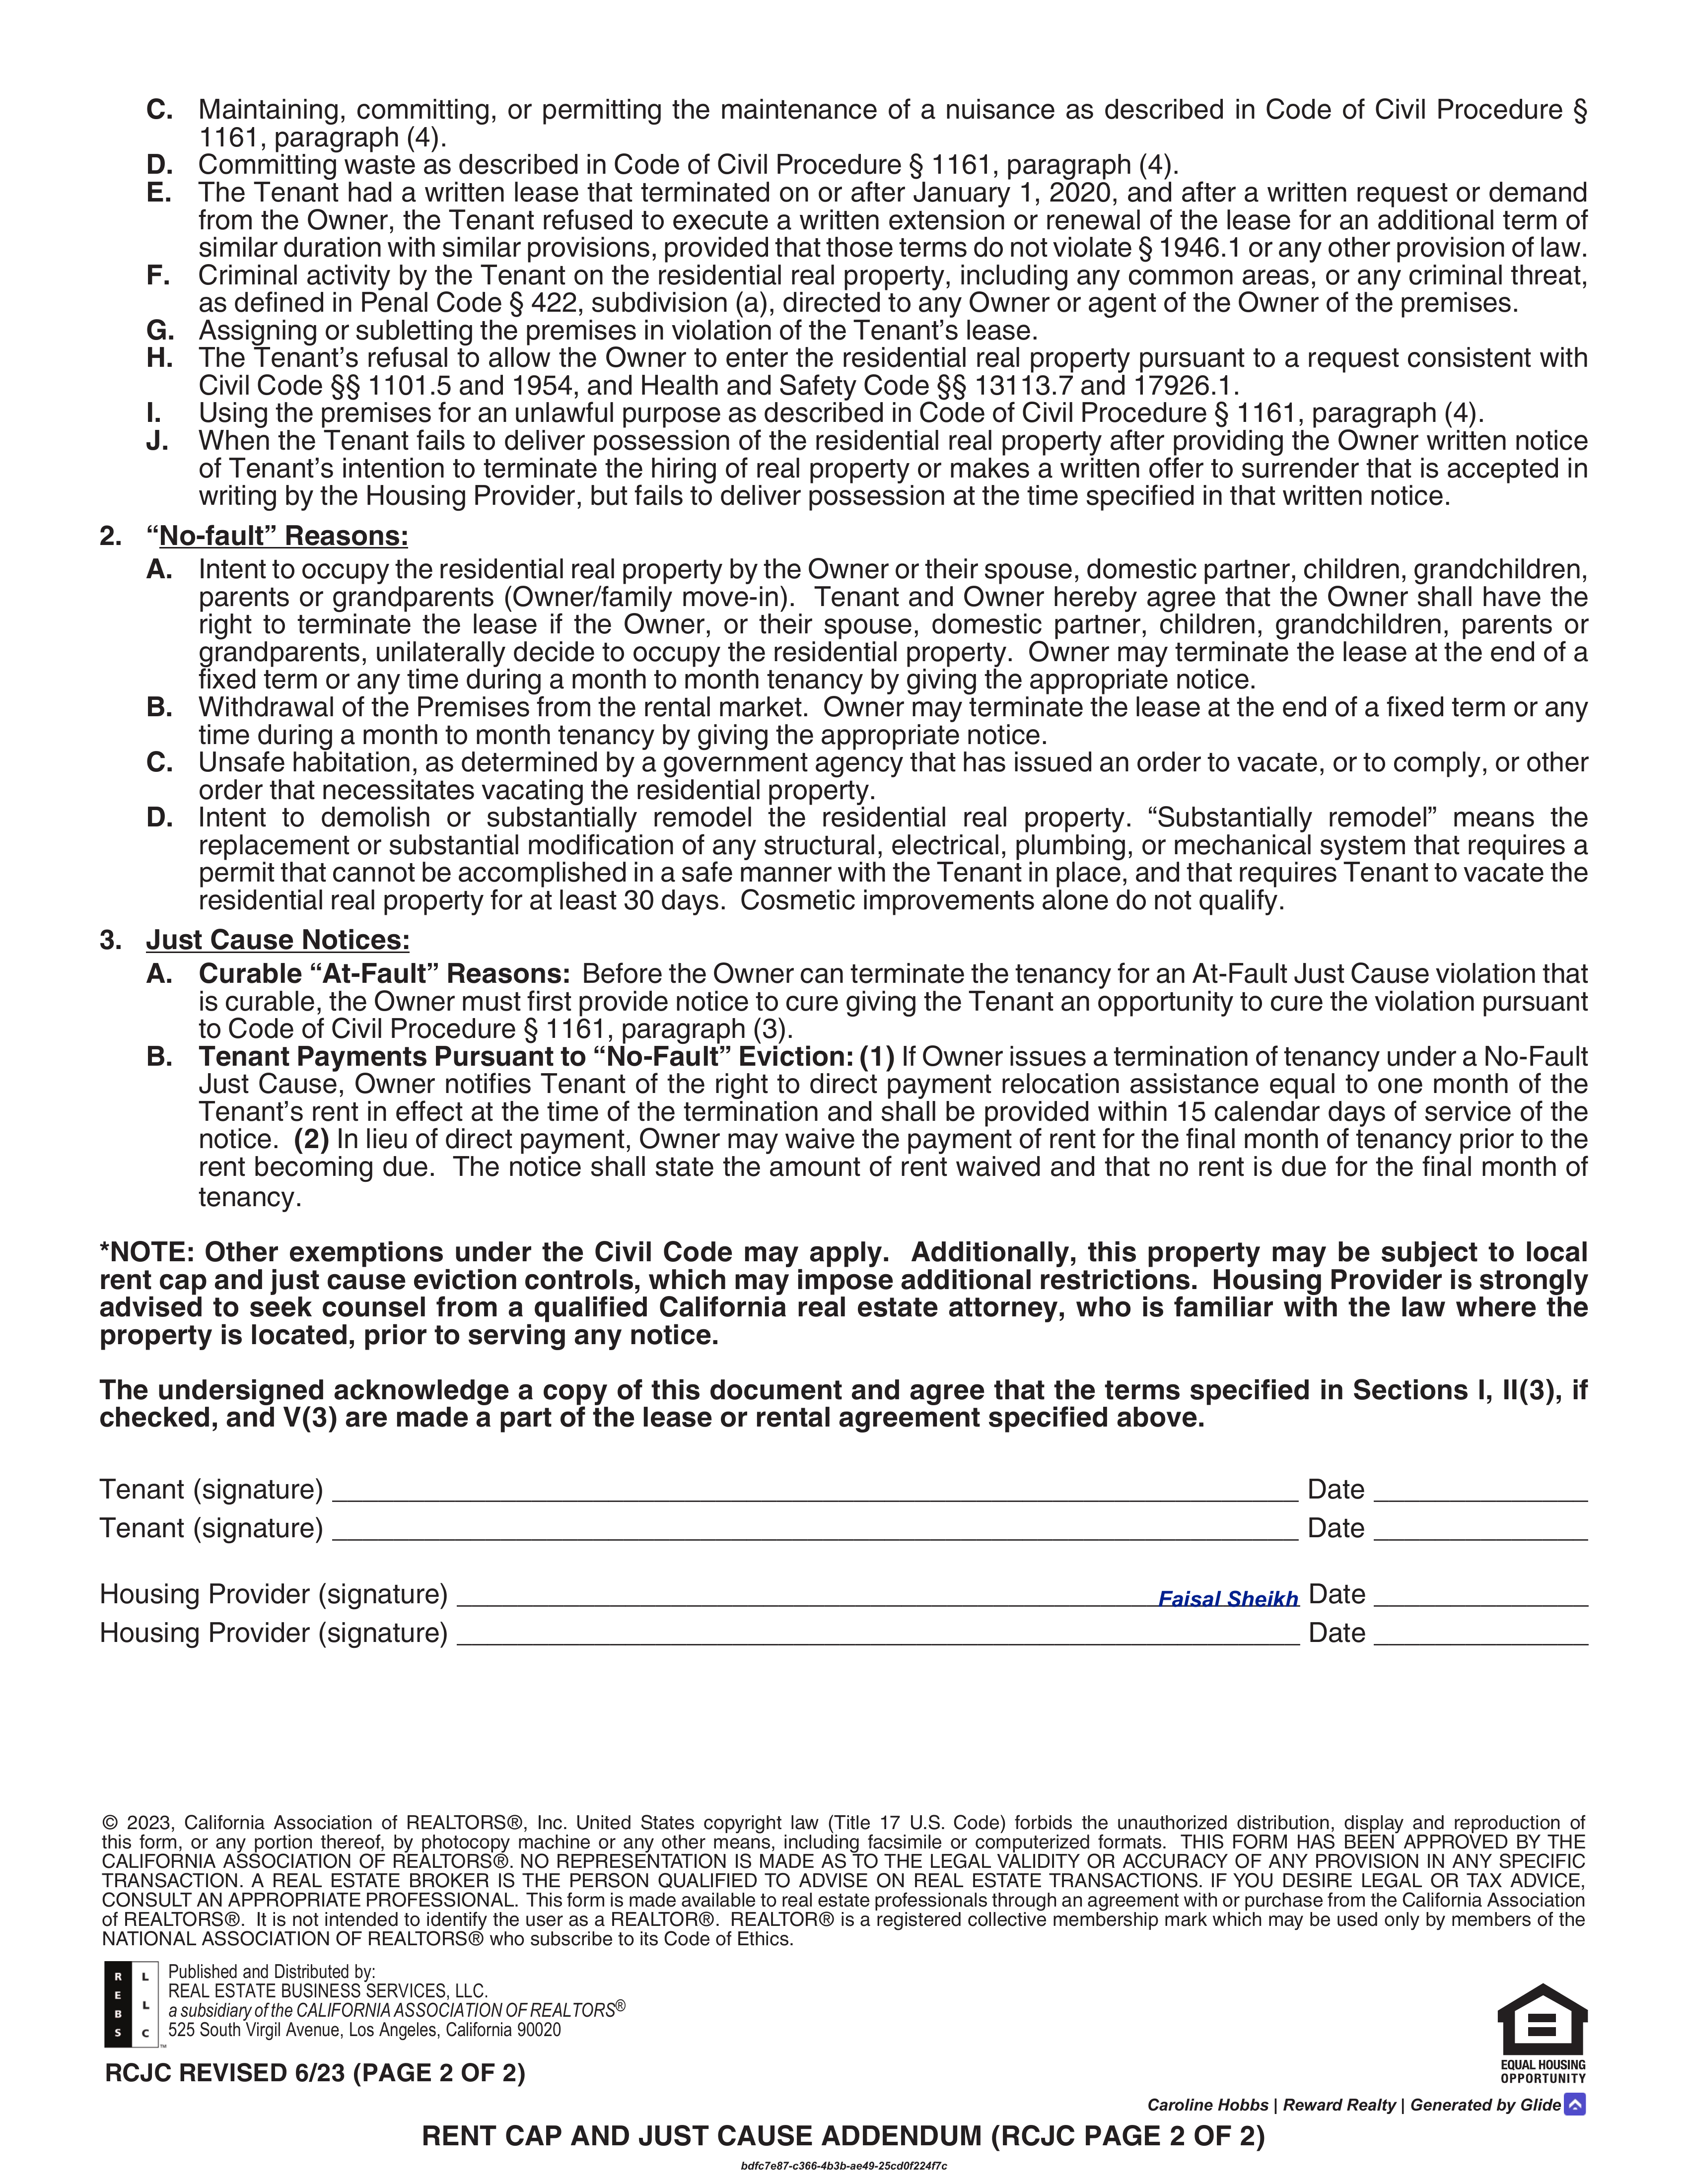 C. Maintaining, committing, or permitting the maintenance of a nuisance as described in Code of Civil Procedure §
1161, paragraph (4).
D. Committing waste as described in Code of Civil Procedure § 1161, paragraph (4).
E. The Tenant had a written lease that terminated on or after January 1, 2020, and after a written request or demand
from the Owner, the Tenant refused to execute a written extension or renewal of the lease for an additional term of
similar duration with similar provisions, provided that those terms do not violate § 1946.1 or any other provision of law.
F. Criminal activity by the Tenant on the residential real property, including any common areas, or any criminal threat,
as defined in Penal Code § 422, subdivision (a), directed to any Owner or agent of the Owner of the premises.
G. Assigning or subletting the premises in violation of the Tenant's lease.
H. The Tenant's refusal to allow the Owner to enter the residential real property pursuant to a request consistent with
Civil Code §§ 1101.5 and 1954, and Health and Safety Code §§ 13113.7 and 17926.1.
I. Using the premises for an unlawful purpose as described in Code of Civil Procedure § 1161, paragraph (4).
J. When the Tenant fails to deliver possession of the residential real property after providing the Owner written notice
of Tenant's intention to terminate the hiring of real property or makes a written offer to surrender that is accepted in
writing by the Housing Provider, but fails to deliver possession at the time specified in that written notice.
2. "No-fault" Reasons:
A. Intent to occupy the residential real property by the Owner or their spouse, domestic partner, children, grandchildren,
parents or grandparents (Owner/family move-in). Tenant and Owner hereby agree that the Owner shall have the
right to terminate the lease if the Owner, or their spouse, domestic partner, children, grandchildren, parents or
grandparents, unilaterally decide to occupy the residential property. Owner may terminate the lease at the end of a
fixed term or any time during a month to month tenancy by giving the appropriate notice.
B. Withdrawal of the Premises from the rental market. Owner may terminate the lease at the end of a fixed term or any
time during a month to month tenancy by giving the appropriate notice.
C. Unsafe habitation, as determined by a government agency that has issued an order to vacate, or to comply, or other
order that necessitates vacating the residential property.
D. Intent to demolish or substantially remodel the residential real property. "Substantially remodel" means the
replacement or substantial modification of any structural, electrical, plumbing, or mechanical system that requires a
permit that cannot be accomplished in a safe manner with the Tenant in place, and that requires Tenant to vacate the
residential real property for at least 30 days. Cosmetic improvements alone do not qualify.
3. Just Cause Notices:
A. Curable "At-Fault" Reasons: Before the Owner can terminate the tenancy for an At-Fault Just Cause violation that
is curable, the Owner must first provide notice to cure giving the Tenant an opportunity to cure the violation pursuant
to Code of Civil Procedure § 1161, paragraph (3).
B. Tenant Payments Pursuant to "No-Fault" Eviction: (1) If Owner issues a termination of tenancy under a No-Fault
Just Cause, Owner notifies Tenant of the right to direct payment relocation assistance equal to one month of the
Tenant's rent in effect at the time of the termination and shall be provided within 15 calendar days of service of the
notice. (2) In lieu of direct payment, Owner may waive the payment of rent for the final month of tenancy prior to the
rent becoming due. The notice shall state the amount of rent waived and that no rent is due for the final month of
tenancy.
*NOTE: Other exemptions under the Civil Code may apply. Additionally, this property may be subject to local
rent cap and just cause eviction controls, which may impose additional restrictions. Housing Provider is strongly
advised to seek counsel from a qualified California real estate attorney, who is familiar with the law where the
property is located, prior to serving any notice.
The undersigned acknowledge a copy of this document and agree that the terms specified in Sections I, II(3), if
checked, and V(3) are made a part of the lease or rental agreement specified above.
Tenant (signature) Date
Tenant (signature) Date
Housing Provider (signature) Faisal Sheikh Date
Housing Provider (signature) Date
© 2023, California Association of REALTORS®, Inc. United States copyright law (Title 17 U.S. Code) forbids the unauthorized distribution, display and reproduction of
this form, or any portion thereof, by photocopy machine or any other means, including facsimile or computerized formats. THIS FORM HAS BEEN APPROVED BY THE
CALIFORNIA ASSOCIATION OF REALTORS®. NO REPRESENTATION IS MADE AS TO THE LEGAL VALIDITY OR ACCURACY OF ANY PROVISION IN ANY SPECIFIC
TRANSACTION. A REAL ESTATE BROKER IS THE PERSON QUALIFIED TO ADVISE ON REAL ESTATE TRANSACTIONS. IF YOU DESIRE LEGAL OR TAX ADVICE,
CONSULT AN APPROPRIATE PROFESSIONAL. This form is made available to real estate professionals through an agreement with or purchase from the California Association
of REALTORS®. It is not intended to identify the user as a REALTOR®. REALTOR® is a registered collective membership mark which may be used only by members of the
NATIONAL ASSOCIATION OF REALTORS® who subscribe to its Code of Ethics.
R L Published and Distributed by:
E REAL ESTATE BUSINESS SERVICES, LLC.
B L a subsidiary of the CALIFORNIA ASSOCIATION OF REALTORS®
S C 525 South Virgil Avenue, Los Angeles, California 90020
™
EQUAL HOUSING
OPPORTUNITY
RCJC REVISED 6/23 (PAGE 2 OF 2)
Caroline Hobbs | Reward Realty | Generated by Glide
RENT CAP AND JUST CAUSE ADDENDUM (RCJC PAGE 2 OF 2)
bdfc7e87-c366-4b3b-ae49-25cd0f224f7c